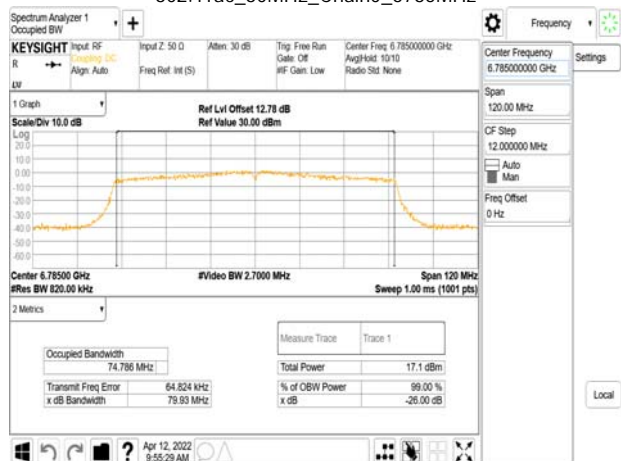 Spectrum Analyzer 1
Occupied BW
KEYSIGHT
R
Input: RF
Coupling: DC
Align: Auto
Input Z: 50 Ω
Freq Ref: Int (S)
Atten: 30 dB
Trig: Free Run
Gate: Off
#IF Gain: Low
Center Freq: 6.785000000 GHz
Avg|Hold: 10/10
Radio Std: None
1 Graph
Scale/Div 10.0 dB
Ref Lvl Offset 12.78 dB
Ref Value 30.00 dBm
Log
20.0
10.0
0.00
-10.0
-20.0
-30.0
-40.0
-50.0
-60.0
Center 6.78500 GHz
#Res BW 820.00 kHz
#Video BW 2.7000 MHz
Span 120 MHz
Sweep 1.00 ms (1001 pts)
2 Metrics
Measure Trace Trace 1
Occupied Bandwidth
74.786 MHz
Total Power 17.1 dBm
Transmit Freq Error 64.824 kHz
% of OBW Power 99.00 %
x dB Bandwidth 79.93 MHz
x dB -26.00 dB
Apr 12, 2022
9:55:29 AM
Frequency
Settings
Center Frequency
6.785000000 GHz
Span
120.00 MHz
CF Step
12.000000 MHz
Auto
Man
Freq Offset
0 Hz
Local